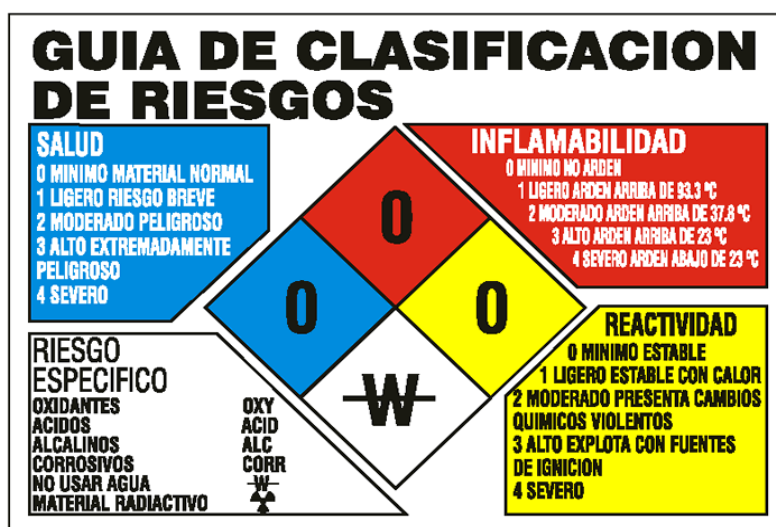 GUIA DE CLASIFICACION
DE RIESGOS
SALUD
0 MINIMO MATERIAL NORMAL
1 LIGERO RIESGO BREVE
2 MODERADO PELIGROSO
3 ALTO EXTREMADAMENTE
PELIGROSO
4 SEVERO
INFLAMABILIDAD
0 MINIMO NO ARDEN
1 LIGERO ARDEN ARRIBA DE 93.3 ºC
2 MODERADO ARDEN ARRIBA DE 37.8 ºC
3 ALTO ARDEN ARRIBA DE 23 ºC
4 SEVERO ARDEN ABAJO DE 23 ºC
0
0
0
W
RIESGO
ESPECIFICO
OXIDANTES OXY
ACIDOS ACID
ALCALINOS ALC
CORROSIVOS CORR
NO USAR AGUA W
MATERIAL RADIACTIVO
REACTIVIDAD
0 MINIMO ESTABLE
1 LIGERO ESTABLE CON CALOR
2 MODERADO PRESENTA CAMBIOS
QUIMICOS VIOLENTOS
3 ALTO EXPLOTA CON FUENTES
DE IGNICION
4 SEVERO